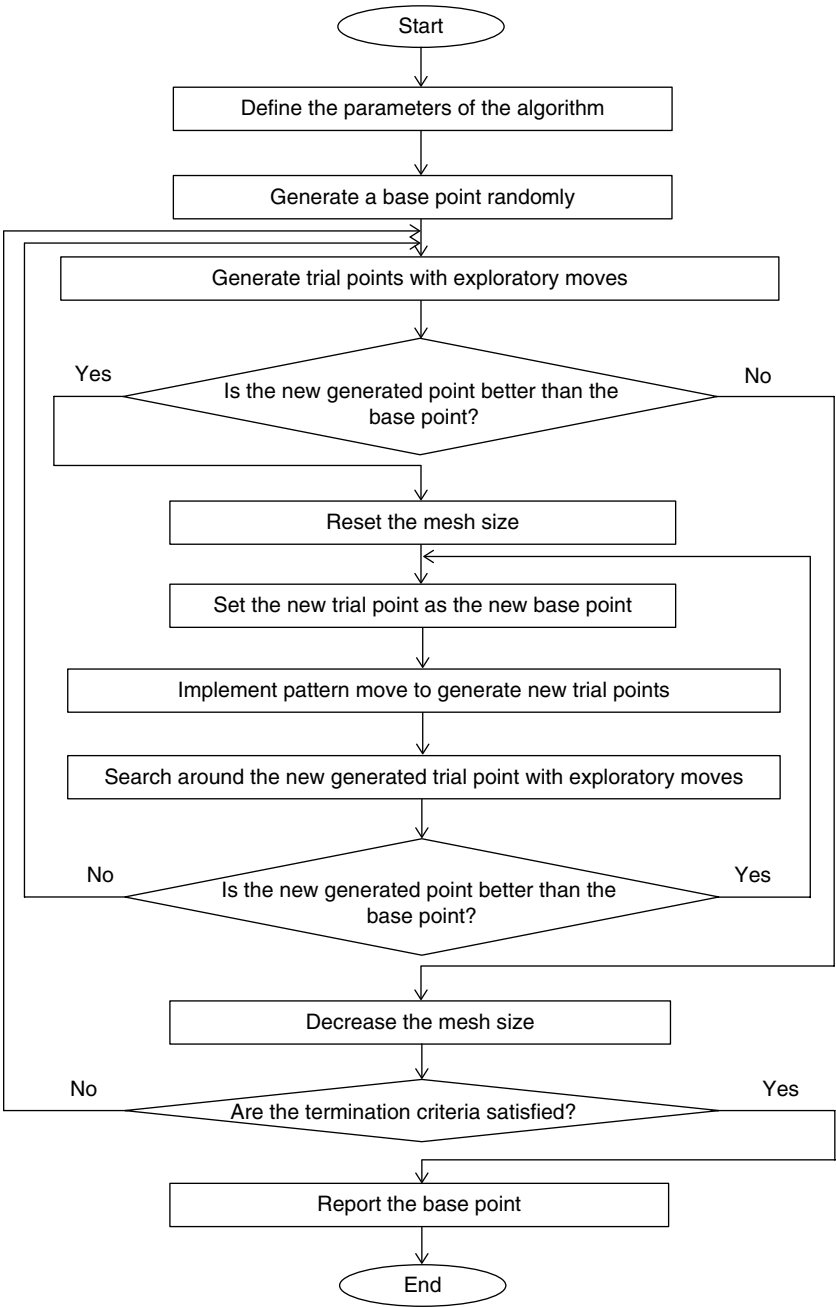 Start
Define the parameters of the algorithm
Generate a base point randomly
Generate trial points with exploratory moves
Yes
No
Is the new generated point better than the
base point?
Reset the mesh size
Set the new trial point as the new base point
Implement pattern move to generate new trial points
Search around the new generated trial point with exploratory moves
No
Yes
Is the new generated point better than the
base point?
Decrease the mesh size
No
Yes
Are the termination criteria satisfied?
Report the base point
End